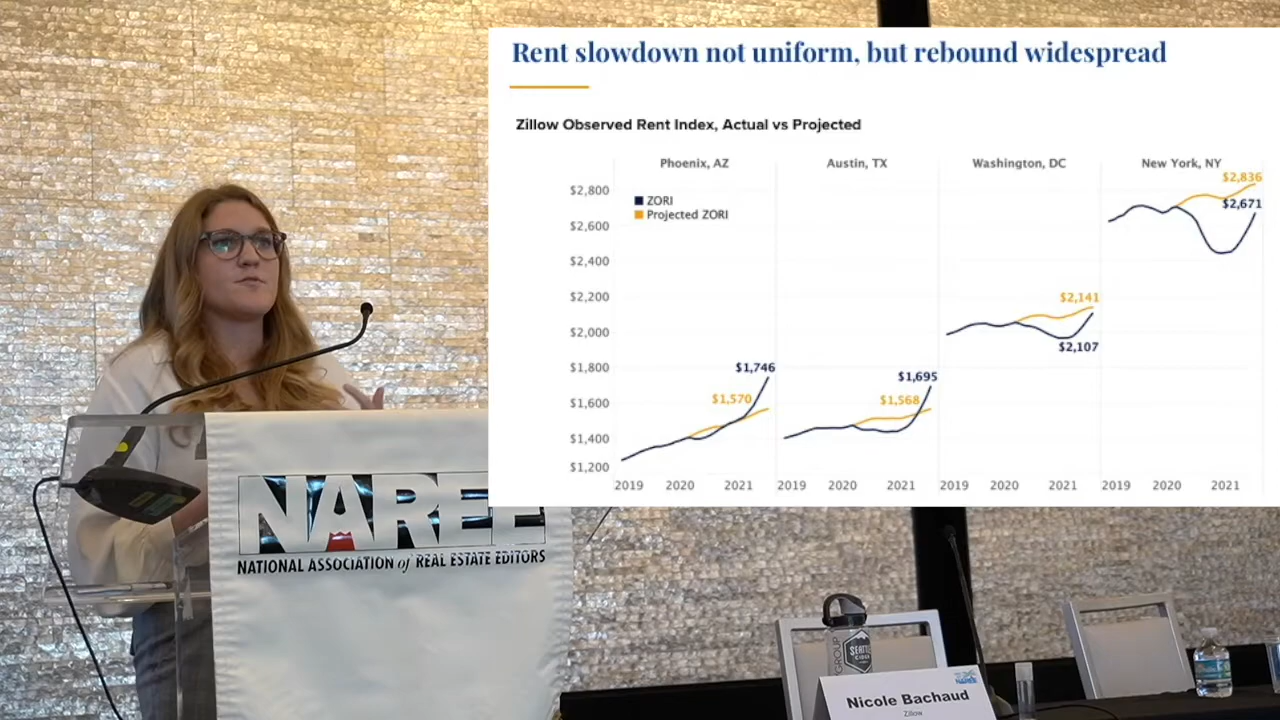 Rent slowdown not uniform, but rebound widespread
Zillow Observed Rent Index, Actual vs Projected
Phoenix, AZ
Austin, TX
Washington, DC
New York, NY
ZORI
Projected ZORI
$2,800
$2,600
$2,400
$2,200
$2,000
$1,800
$1,600
$1,400
$1,200
$1,746
$1,570
$1,695
$1,568
$2,141
$2,107
$2,836
$2,671
2019 2020 2021
2019 2020 2021
2019 2020 2021
2019 2020 2021
NAREE
NATIONAL ASSOCIATION of REAL ESTATE EDITORS
GROUP
SEATTLE
CIDER
NAREE
Nicole Bachaud
Zillow